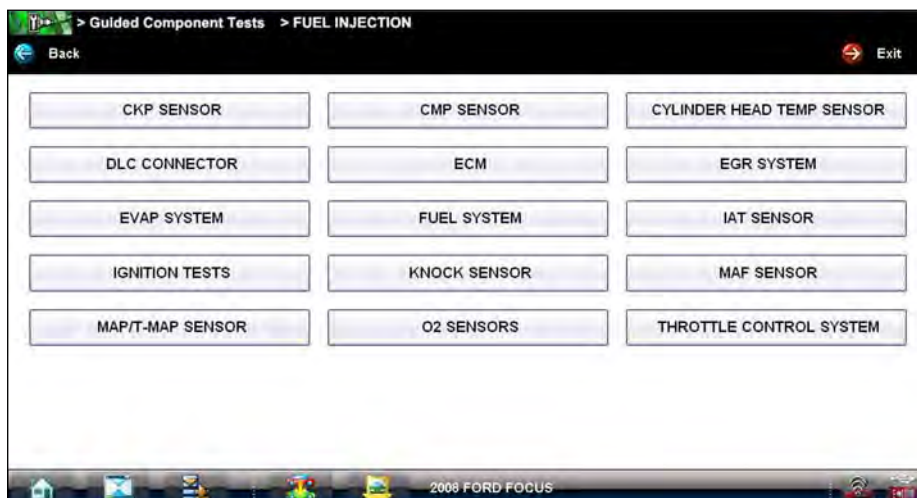 > Guided Component Tests > FUEL INJECTION
Back Exit
CKP SENSOR CMP SENSOR CYLINDER HEAD TEMP SENSOR
DLC CONNECTOR ECM EGR SYSTEM
EVAP SYSTEM FUEL SYSTEM IAT SENSOR
IGNITION TESTS KNOCK SENSOR MAF SENSOR
MAP/T-MAP SENSOR O2 SENSORS THROTTLE CONTROL SYSTEM
2008 FORD FOCUS